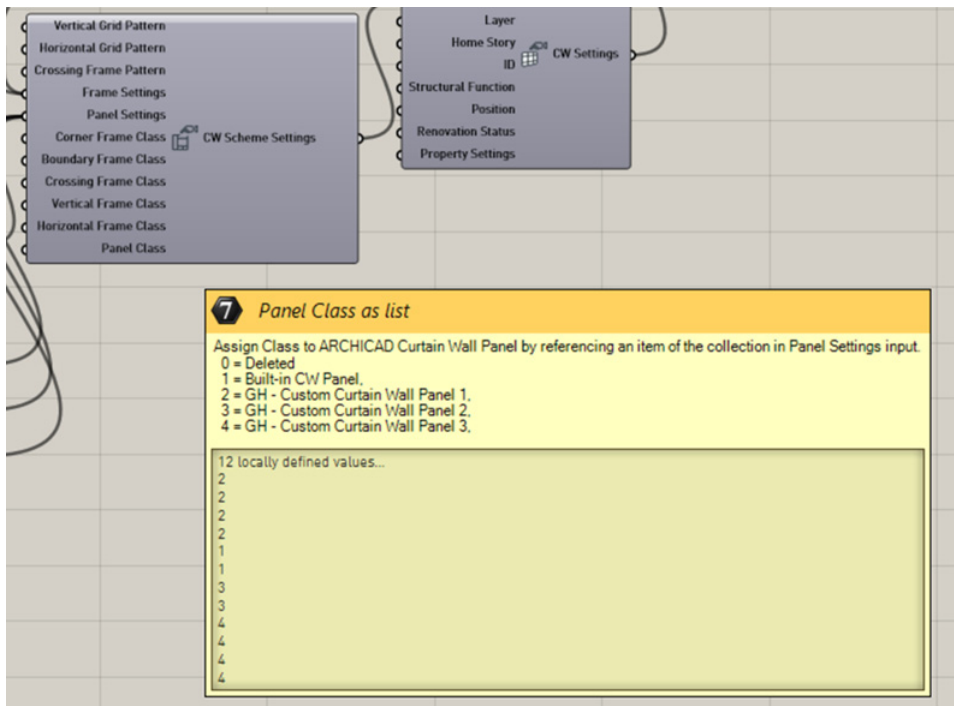 Vertical Grid Pattern
Horizontal Grid Pattern
Crossing Frame Pattern
Frame Settings
Panel Settings
Corner Frame Class
Boundary Frame Class
Crossing Frame Class
Vertical Frame Class
Horizontal Frame Class
Panel Class
CW Scheme Settings
Layer
Home Story
ID
Structural Function
Position
Renovation Status
Property Settings
CW Settings
7 Panel Class as list
Assign Class to ARCHICAD Curtain Wall Panel by referencing an item of the collection in Panel Settings input.
0 = Deleted
1 = Built-in CW Panel,
2 = GH - Custom Curtain Wall Panel 1,
3 = GH - Custom Curtain Wall Panel 2,
4 = GH - Custom Curtain Wall Panel 3,
12 locally defined values...
2
2
2
2
1
1
3
3
4
4
4
4